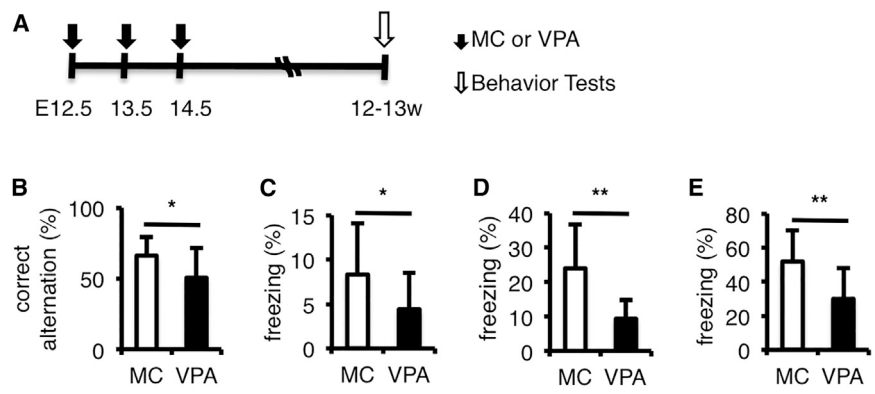 A
MC or VPA
Behavior Tests
E12.5 13.5 14.5 12-13w
B
correct
alternation (%)
100
50
0
*
MC VPA
C
freezing (%)
15
10
5
0
*
MC VPA
D
freezing (%)
40
30
20
10
0
**
MC VPA
E
freezing (%)
80
60
40
20
0
**
MC VPA